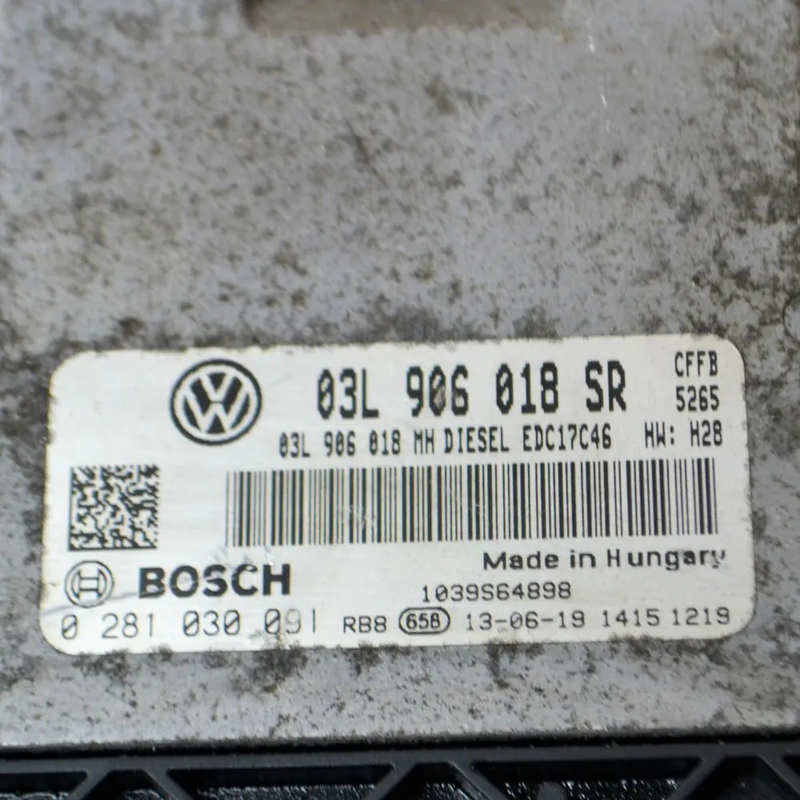 03L 906 018 SR CFFB
5265
03L 906 018 MH DIESEL EDC17C46 HW: H28
Made in Hungary
BOSCH 1039S64898
0 281 030 091 RB8 658 13-06-19 1415 1219